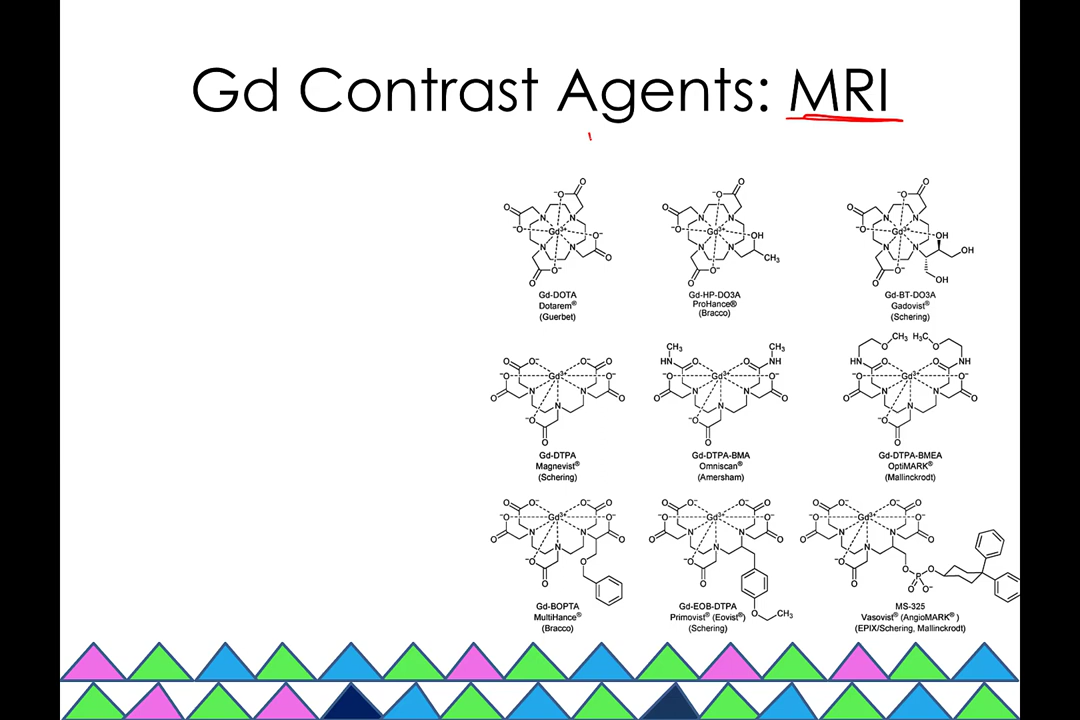 Gd Contrast Agents: MRI
Gd-DOTA
Dotarem®
(Guerbet)
Gd-HP-DO3A
ProHance®
(Bracco)
Gd-BT-DO3A
Gadovist®
(Schering)
Gd-DTPA
Magnevist®
(Schering)
Gd-DTPA-BMA
Omniscan®
(Amersham)
Gd-DTPA-BMEA
OptiMARK®
(Mallinckrodt)
Gd-BOPTA
MultiHance®
(Bracco)
Gd-EOB-DTPA
Primovist® (Eovist®)
(Schering)
MS-325
Vasovist® (AngioMARK®)
(EPIX/Schering, Mallinckrodt)